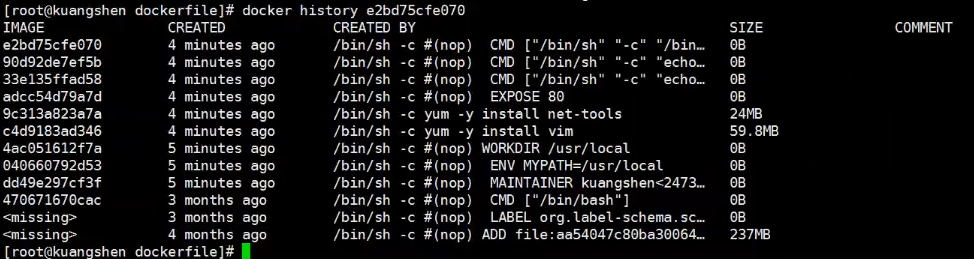 [root@kuangshen dockerfile]# docker history e2bd75cfe070
IMAGE CREATED CREATED BY SIZE COMMENT
e2bd75cfe070 4 minutes ago /bin/sh -c #(nop) CMD ["/bin/sh" "-c" "/bin… 0B
90d92de7ef5b 4 minutes ago /bin/sh -c #(nop) CMD ["/bin/sh" "-c" "echo… 0B
33e135ffad58 4 minutes ago /bin/sh -c #(nop) CMD ["/bin/sh" "-c" "echo… 0B
adcc54d79a7d 4 minutes ago /bin/sh -c #(nop) EXPOSE 80 0B
9c313a823a7a 4 minutes ago /bin/sh -c yum -y install net-tools 24MB
c4d9183ad346 4 minutes ago /bin/sh -c yum -y install vim 59.8MB
4ac051612f7a 5 minutes ago /bin/sh -c #(nop) WORKDIR /usr/local 0B
040660792d53 5 minutes ago /bin/sh -c #(nop) ENV MYPATH=/usr/local 0B
dd49e297cf3f 5 minutes ago /bin/sh -c #(nop) MAINTAINER kuangshen<2473… 0B
470671670cac 3 months ago /bin/sh -c #(nop) CMD ["/bin/bash"] 0B
<missing> 3 months ago /bin/sh -c #(nop) LABEL org.label-schema.sc… 0B
<missing> 4 months ago /bin/sh -c #(nop) ADD file:aa54047c80ba30064… 237MB
[root@kuangshen dockerfile]#